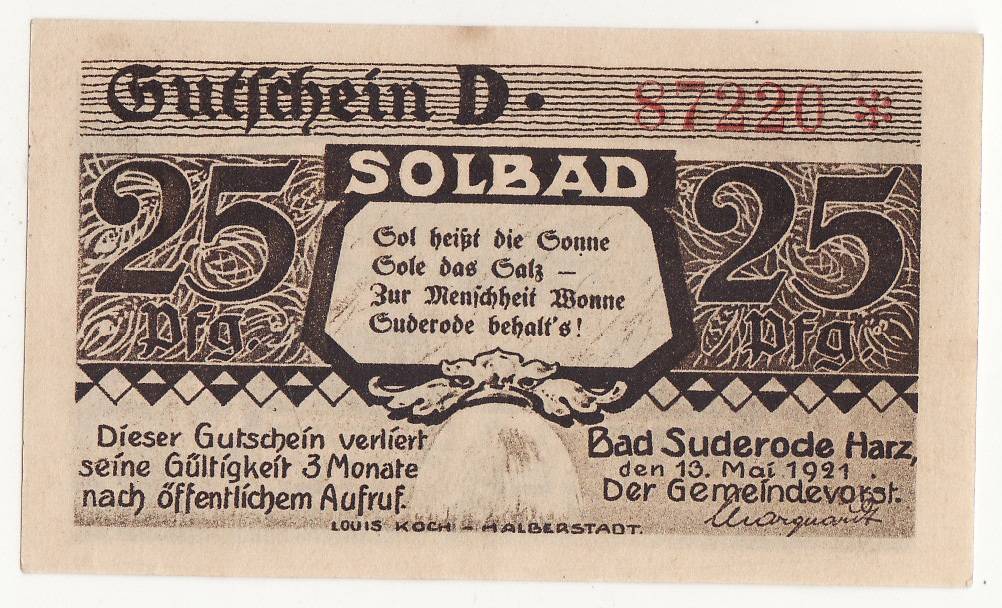 Gutschein D. 87220 *
SOLBAD
25 Pfg.
Sol heißt die Sonne
Sole das Salz –
Zur Menschheit Wonne
Suderode behalt's!
25 Pfg.
Dieser Gutschein verliert
seine Gültigkeit 3 Monate
nach öffentlichem Aufruf.
Bad Suderode Harz,
den 13. Mai 1921.
Der Gemeindevorst.
Marquardt
LOUIS KOCH – HALBERSTADT.